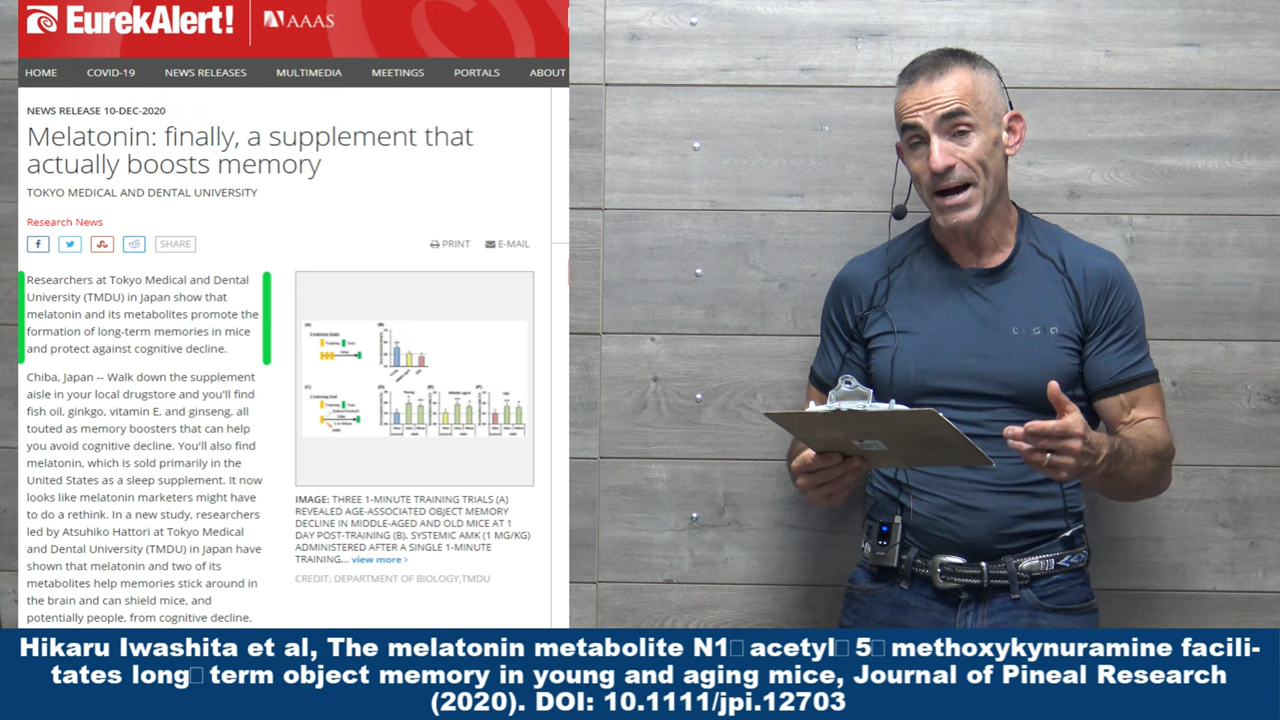 EurekAlert!
AAAS
HOME COVID-19 NEWS RELEASES MULTIMEDIA MEETINGS PORTALS ABOUT
NEWS RELEASE 10-DEC-2020
Melatonin: finally, a supplement that
actually boosts memory
TOKYO MEDICAL AND DENTAL UNIVERSITY
Research News
SHARE
PRINT E-MAIL
Researchers at Tokyo Medical and Dental
University (TMDU) in Japan show that
melatonin and its metabolites promote the
formation of long-term memories in mice
and protect against cognitive decline.
Chiba, Japan -- Walk down the supplement
aisle in your local drugstore and you'll find
fish oil, ginkgo, vitamin E, and ginseng, all
touted as memory boosters that can help
you avoid cognitive decline. You'll also find
melatonin, which is sold primarily in the
United States as a sleep supplement. It now
looks like melatonin marketers might have
to do a rethink. In a new study, researchers
led by Atsuhiko Hattori at Tokyo Medical
and Dental University (TMDU) in Japan have
shown that melatonin and two of its
metabolites help memories stick around in
the brain and can shield mice, and
potentially people, from cognitive decline.
IMAGE: THREE 1-MINUTE TRAINING TRIALS (A)
REVEALED AGE-ASSOCIATED OBJECT MEMORY
DECLINE IN MIDDLE-AGED AND OLD MICE AT 1
DAY POST-TRAINING (B). SYSTEMIC AMK (1 MG/KG)
ADMINISTERED AFTER A SINGLE 1-MINUTE
TRAINING... view more >
CREDIT: DEPARTMENT OF BIOLOGY,TMDU
Hikaru Iwashita et al, The melatonin metabolite N1 acetyl 5 methoxykynuramine facili-
tates long term object memory in young and aging mice, Journal of Pineal Research
(2020). DOI: 10.1111/jpi.12703